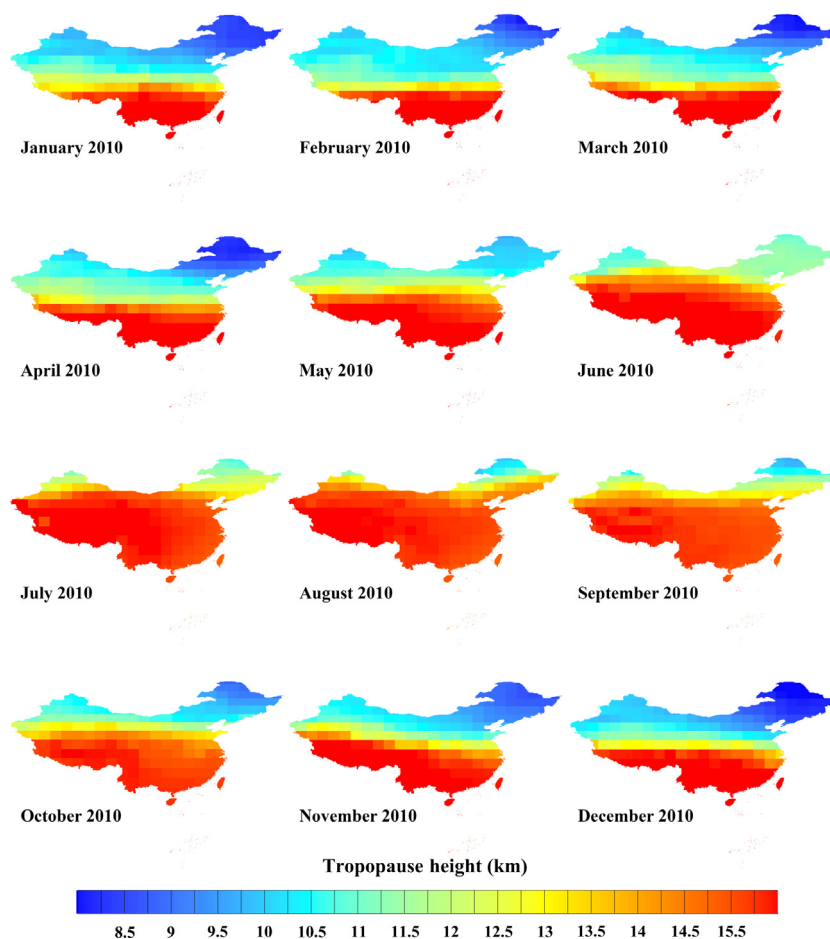 January 2010
February 2010
March 2010
April 2010
May 2010
June 2010
July 2010
August 2010
September 2010
October 2010
November 2010
December 2010
Tropopause height (km)
8.5 9 9.5 10 10.5 11 11.5 12 12.5 13 13.5 14 14.5 15.5